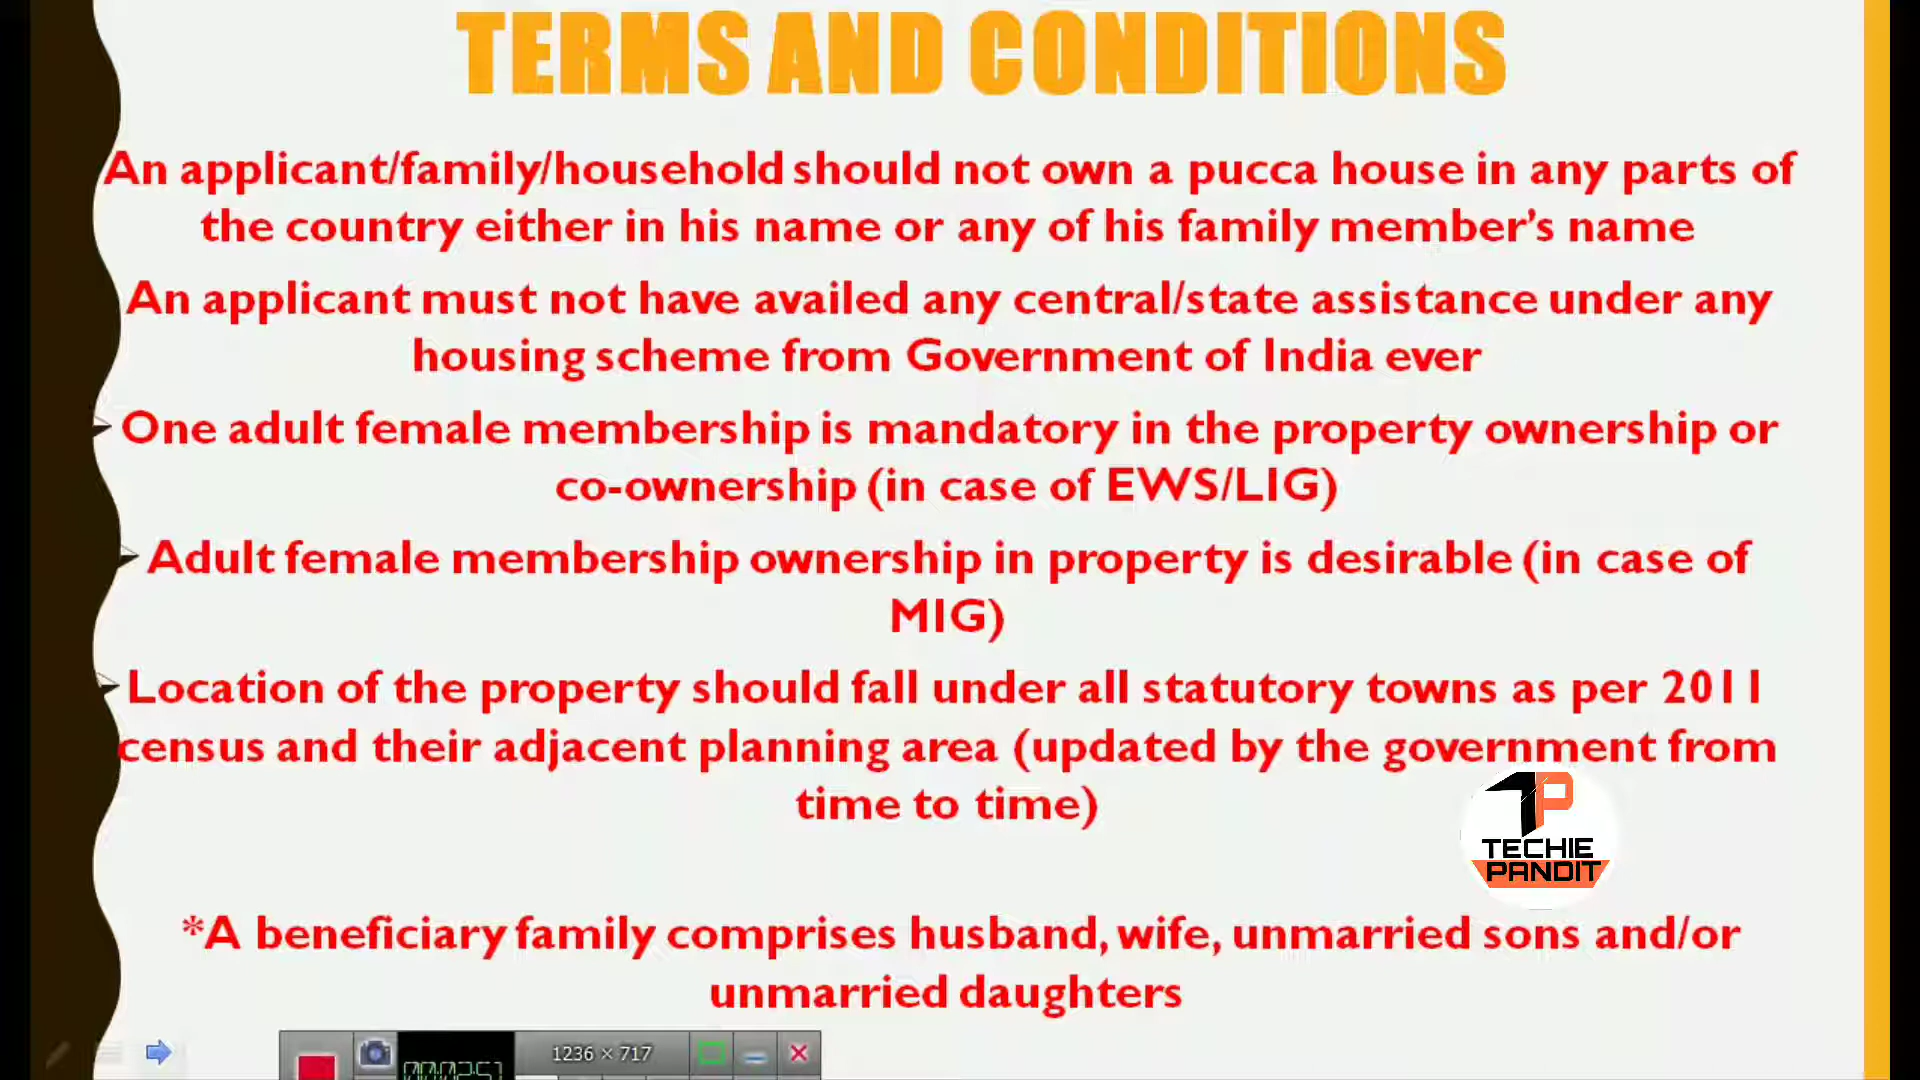 TERMS AND CONDITIONS
An applicant/family/household should not own a pucca house in any parts of
the country either in his name or any of his family member's name
An applicant must not have availed any central/state assistance under any
housing scheme from Government of India ever
One adult female membership is mandatory in the property ownership or
co-ownership (in case of EWS/LIG)
Adult female membership ownership in property is desirable (in case of
MIG)
Location of the property should fall under all statutory towns as per 2011
census and their adjacent planning area (updated by the government from
time to time)
TP
TECHIE
PANDIT
*A beneficiary family comprises husband, wife, unmarried sons and/or
unmarried daughters
1236 × 717
00:02:51